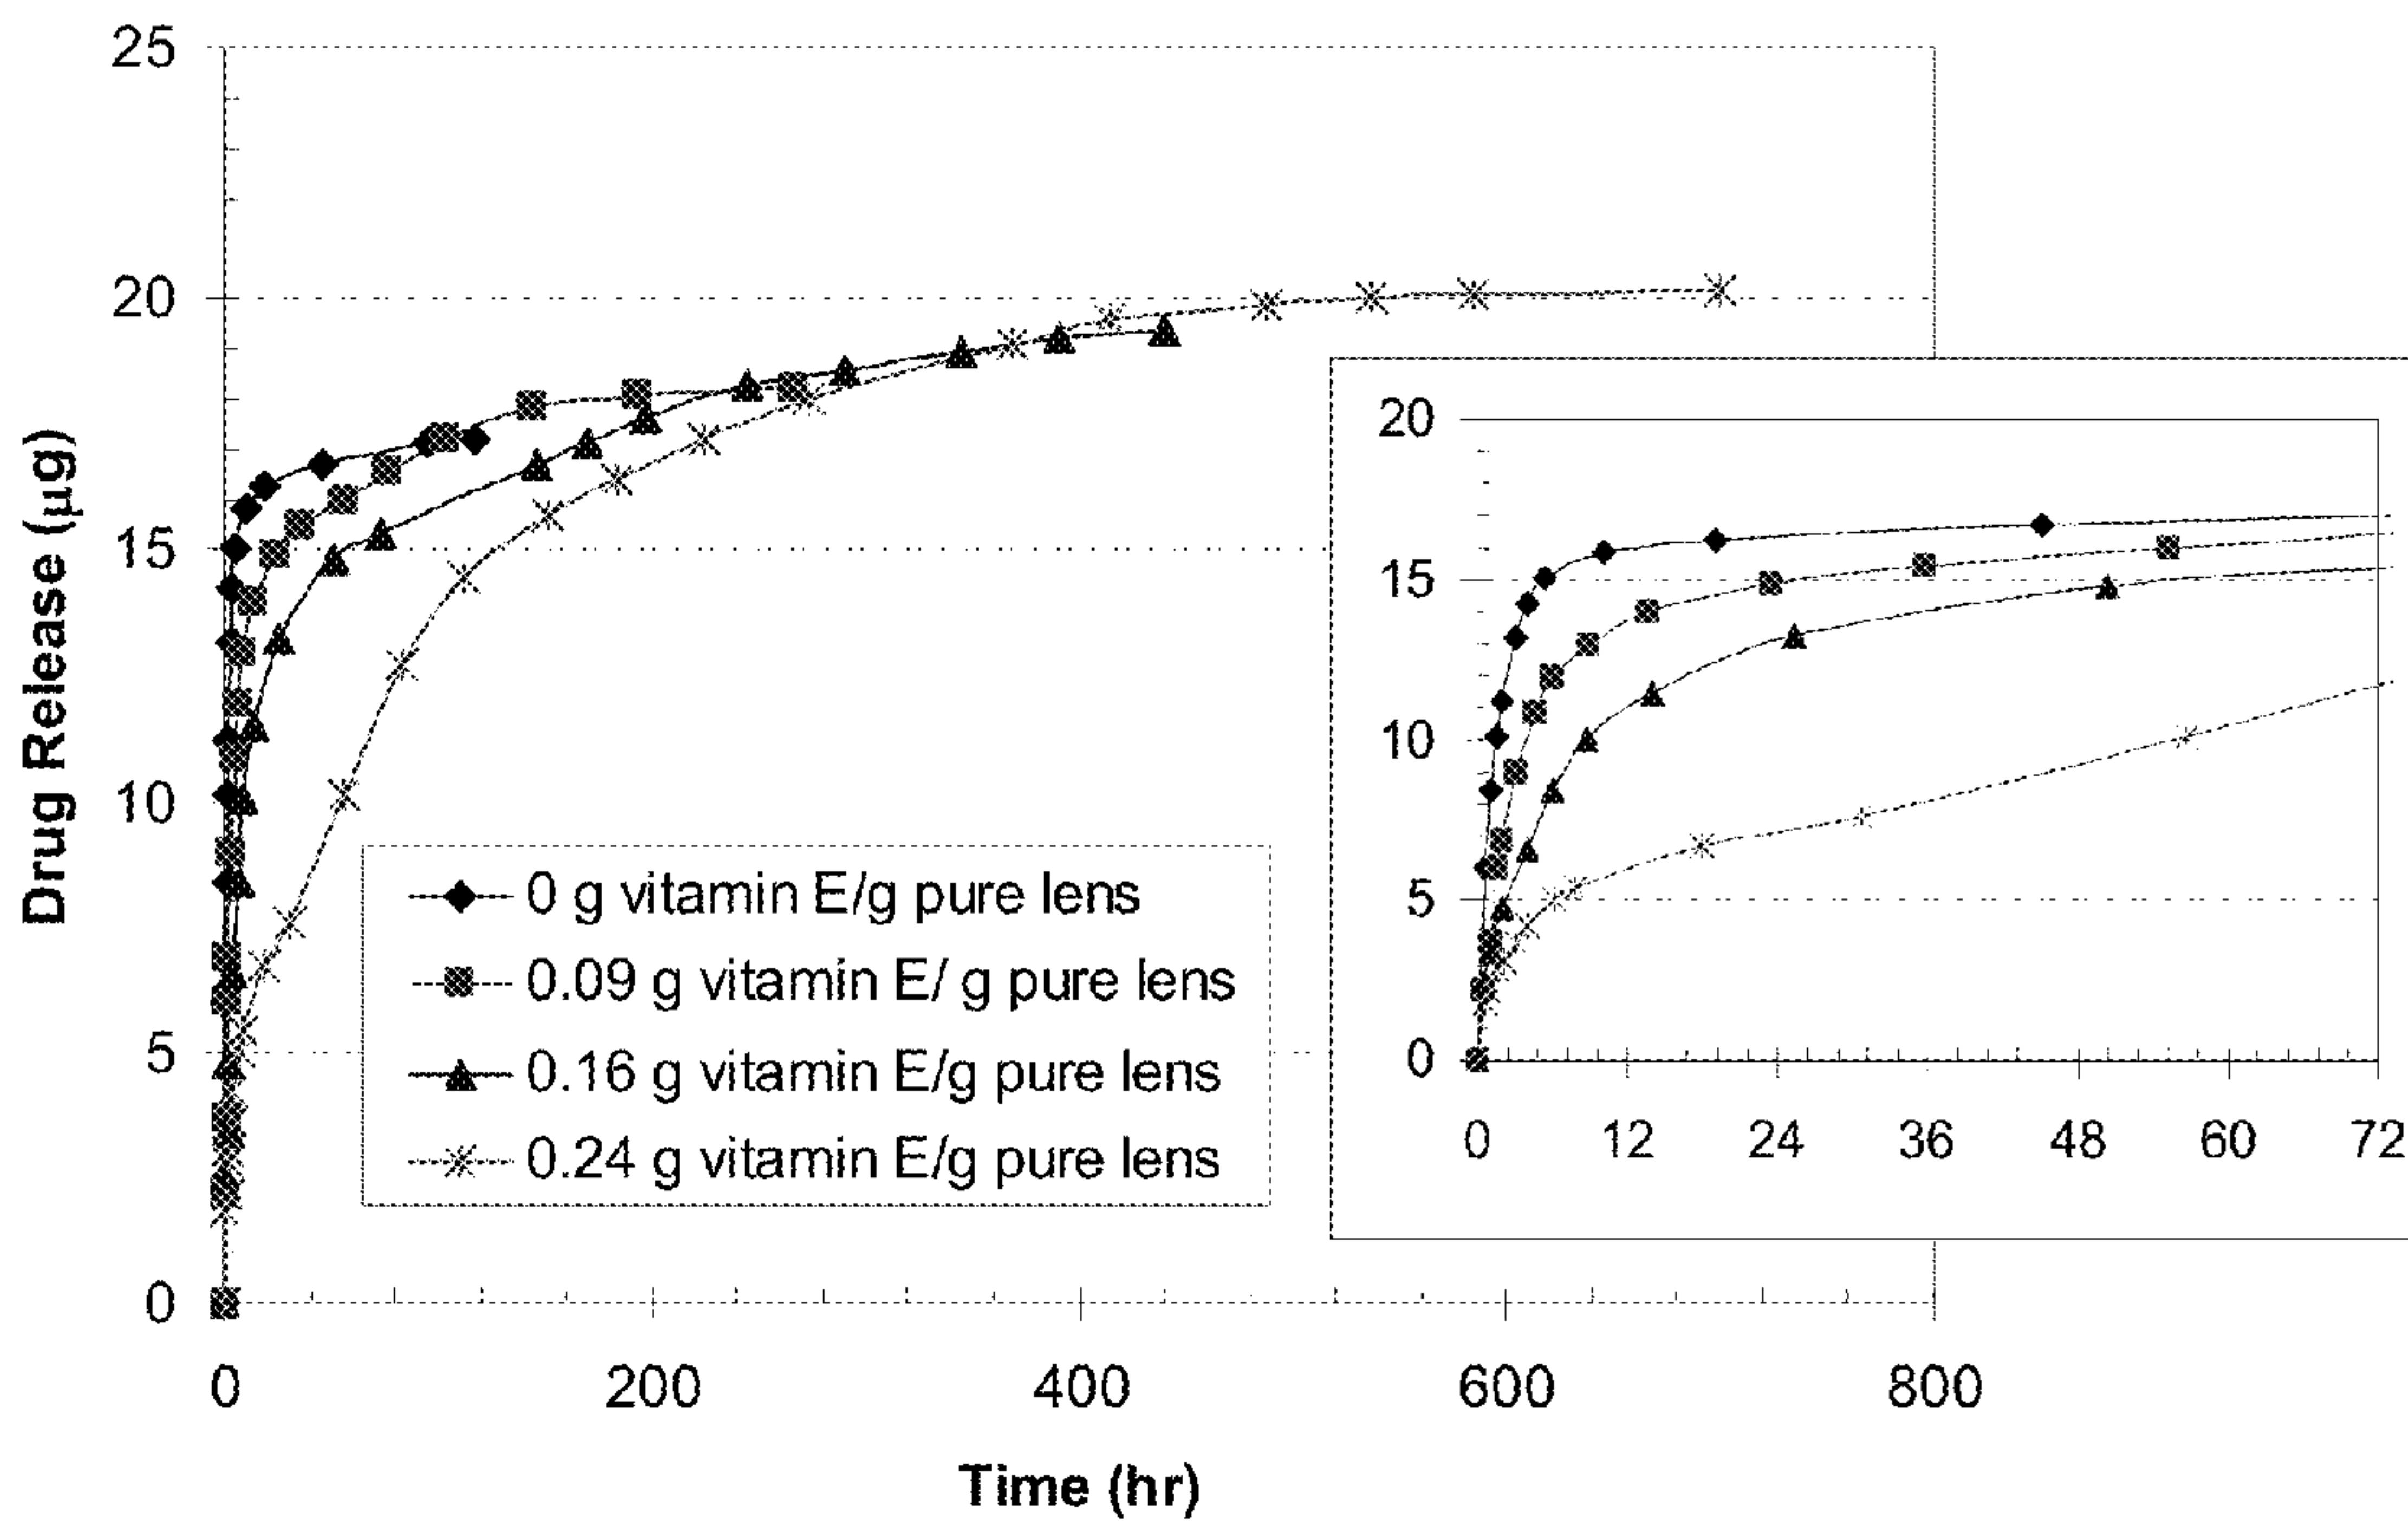 25
20
15
10
5
0
Drug Release (µg)
0 g vitamin E/g pure lens
0.09 g vitamin E/ g pure lens
0.16 g vitamin E/g pure lens
0.24 g vitamin E/g pure lens
20
15
10
5
0
0 12 24 36 48 60 72
0 200 400 600 800
Time (hr)